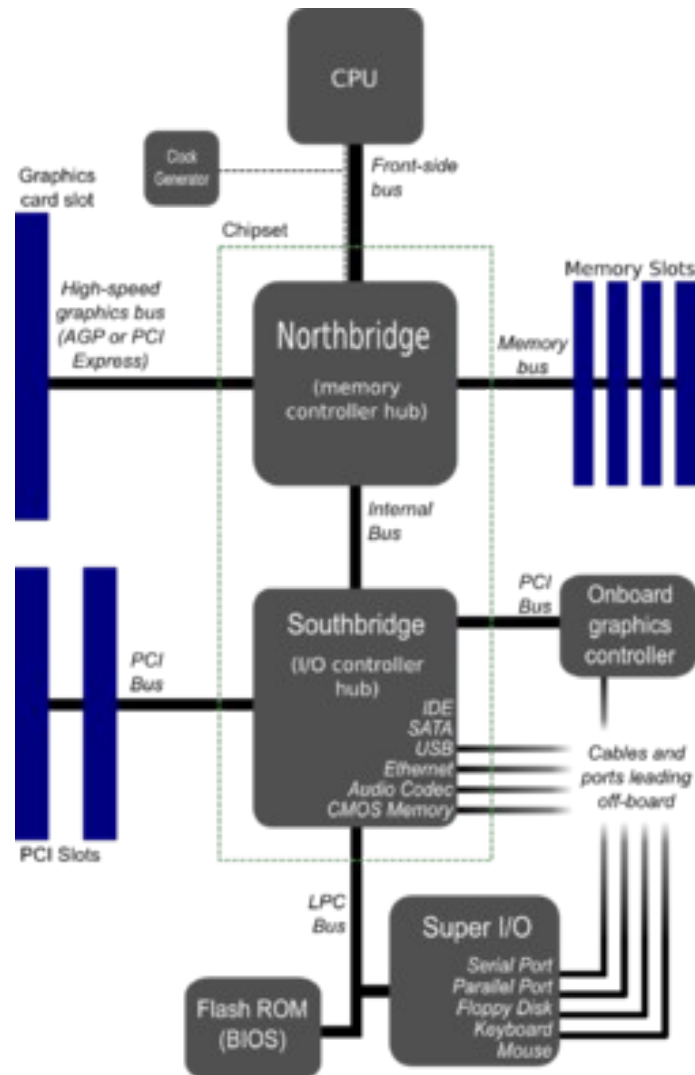 CPU
Clock
Generator
Front-side
bus
Graphics
card slot
Chipset
High-speed
graphics bus
(AGP or PCI
Express)
Northbridge
(memory
controller hub)
Memory Slots
Memory
bus
Internal
Bus
PCI
Bus
Southbridge
(I/O controller
hub)
IDE
SATA
USB
Ethernet
Audio Codec
CMOS Memory
PCI
Bus
Onboard
graphics
controller
Cables and
ports leading
off-board
PCI Slots
LPC
Bus
Super I/O
Serial Port
Parallel Port
Floppy Disk
Keyboard
Mouse
Flash ROM
(BIOS)